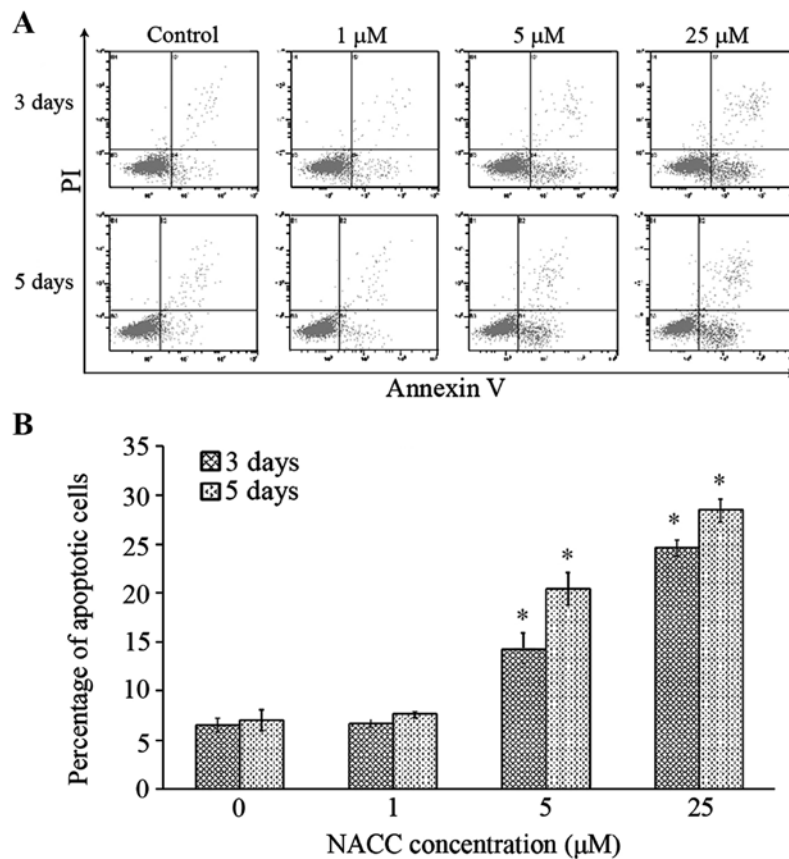 A
Control 1 μM 5 μM 25 μM
3 days
PI
5 days
Annexin V
B
35
30
25
20
15
10
5
0
Percentage of apoptotic cells
3 days
5 days
* * * *
0 1 5 25
NACC concentration (μM)